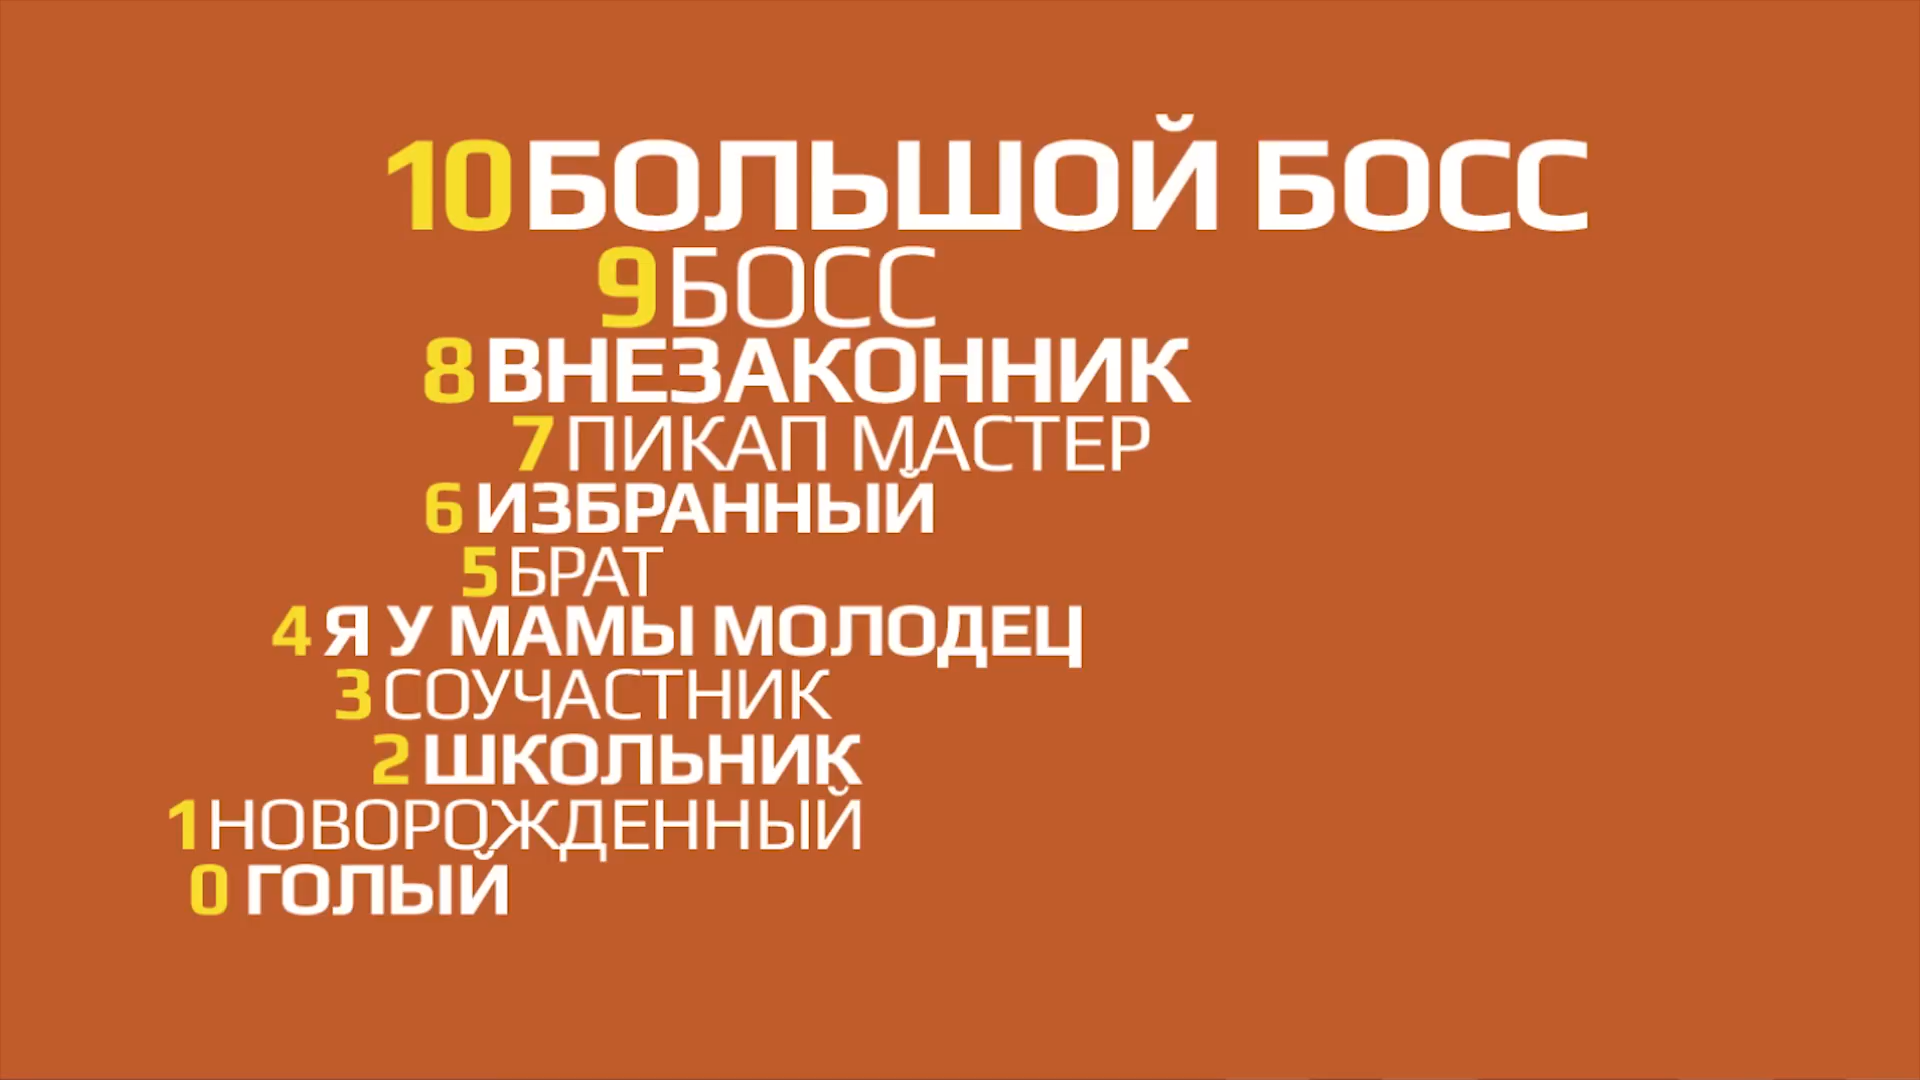 10 БОЛЬШОЙ БОСС
9 БОСС
8 ВНЕЗАКОННИК
7 ПИКАП МАСТЕР
6 ИЗБРАННЫЙ
5 БРАТ
4 Я У МАМЫ МОЛОДЕЦ
3 СОУЧАСТНИК
2 ШКОЛЬНИК
1 НОВОРОЖДЕННЫЙ
0 ГОЛЫЙ